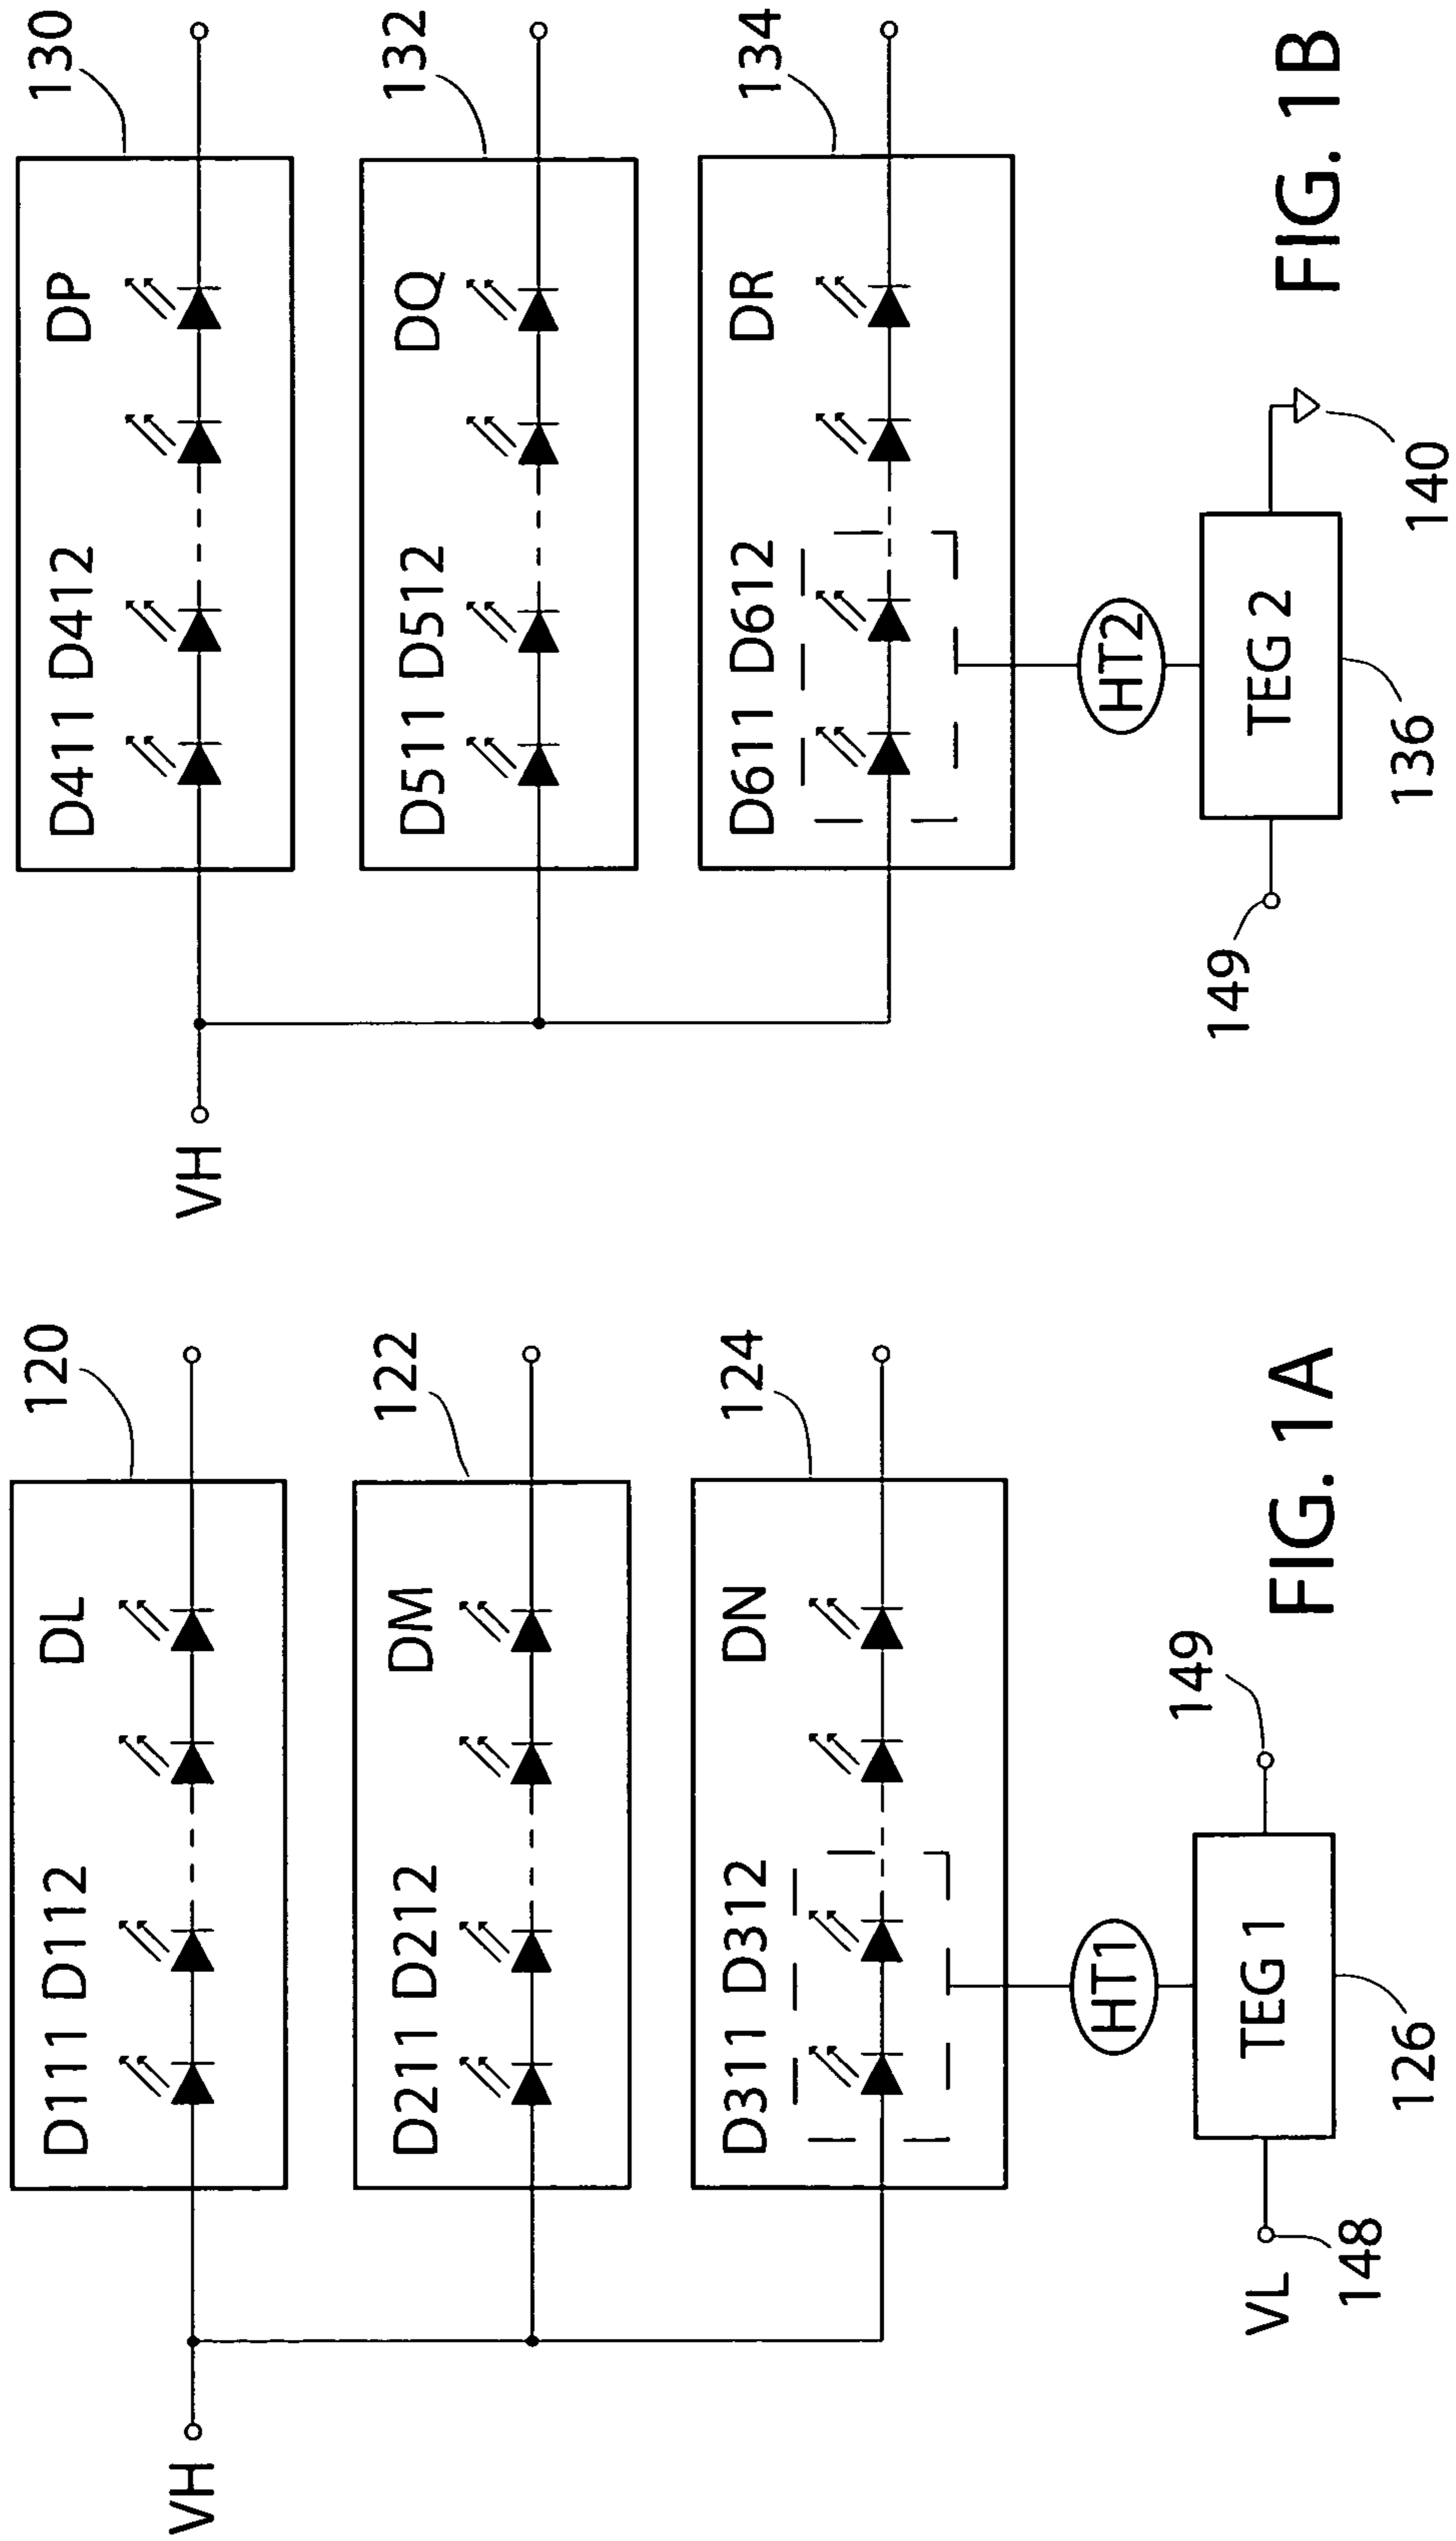 120
DL
D111 D112
VH
122
DM
D211 D212
124
DN
D311 D312
HT1
TEG 1
149
126
VL
148
FIG. 1A
130
DP
D411 D412
VH
132
DQ
D511 D512
134
DR
D611 D612
HT2
TEG 2
149
136
140
FIG. 1B